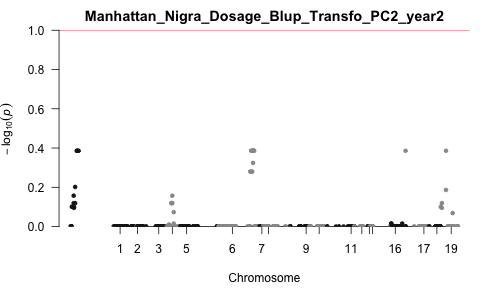 Manhattan_Nigra_Dosage_Blup_Transfo_PC2_year2
1.0
0.8
0.6
0.4
0.2
0.0
− log10(p)
1 2 3 5 6 7 9 11 16 17 19
Chromosome